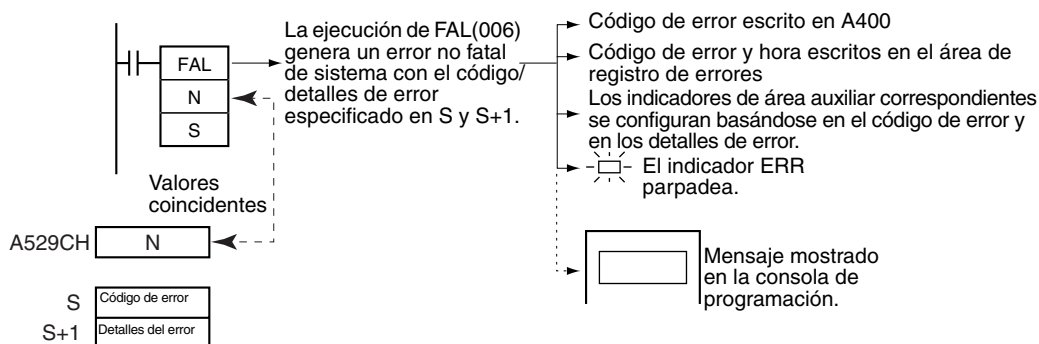 FAL
N
S
La ejecución de FAL(006)
genera un error no fatal
de sistema con el código/
detalles de error
especificado en S y S+1.
Código de error escrito en A400
Código de error y hora escritos en el área de
registro de errores
Los indicadores de área auxiliar correspondientes
se configuran basándose en el código de error y
en los detalles de error.
El indicador ERR
parpadea.
Valores
coincidentes
A529CH N
Mensaje mostrado
en la consola de
programación.
S Código de error
S+1 Detalles del error